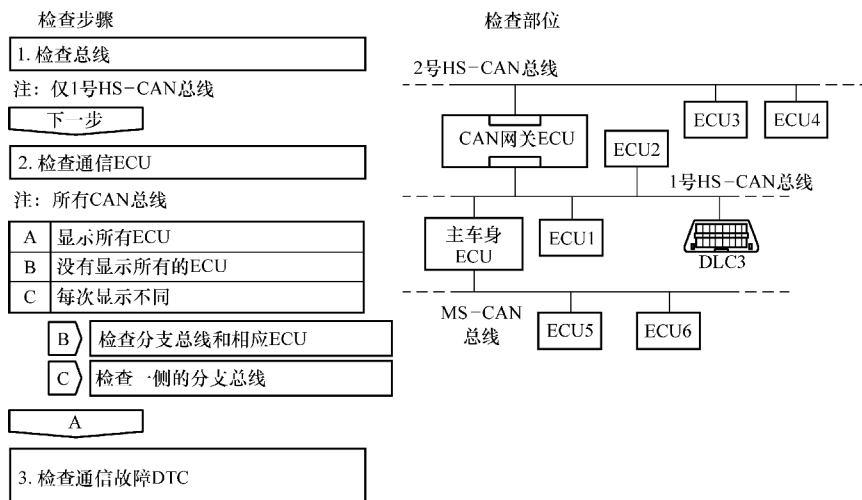 检查步骤
1. 检查总线
注：仅1号HS-CAN总线
下一步
2. 检查通信ECU
注：所有CAN总线
A 显示所有ECU
B 没有显示所有的ECU
C 每次显示不同
B 检查分支总线和相应ECU
C 检查一侧的分支总线
A
3. 检查通信故障DTC
检查部位
2号HS-CAN总线
CAN网关ECU
ECU2
ECU3
ECU4
1号HS-CAN总线
主车身
ECU
ECU1
DLC3
MS-CAN
总线
ECU5
ECU6